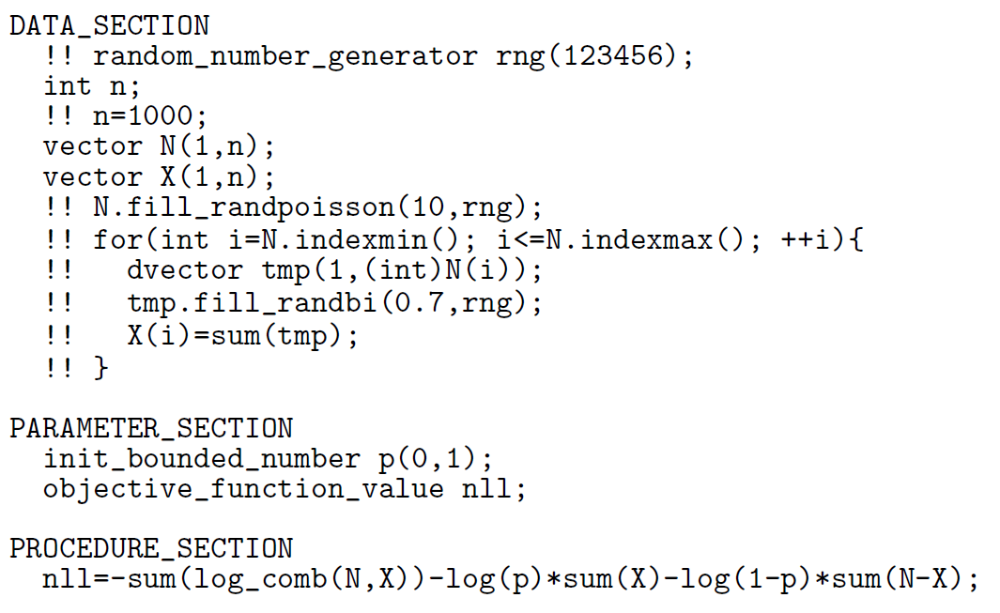 DATA_SECTION
  !! random_number_generator rng(123456);
  int n;
  !! n=1000;
  vector N(1,n);
  vector X(1,n);
  !! N.fill_randpoisson(10,rng);
  !! for(int i=N.indexmin(); i<=N.indexmax(); ++i){
  !!   dvector tmp(1,(int)N(i));
  !!   tmp.fill_randbi(0.7,rng);
  !!   X(i)=sum(tmp);
  !! }

PARAMETER_SECTION
  init_bounded_number p(0,1);
  objective_function_value nll;

PROCEDURE_SECTION
  nll=-sum(log_comb(N,X))-log(p)*sum(X)-log(1-p)*sum(N-X);